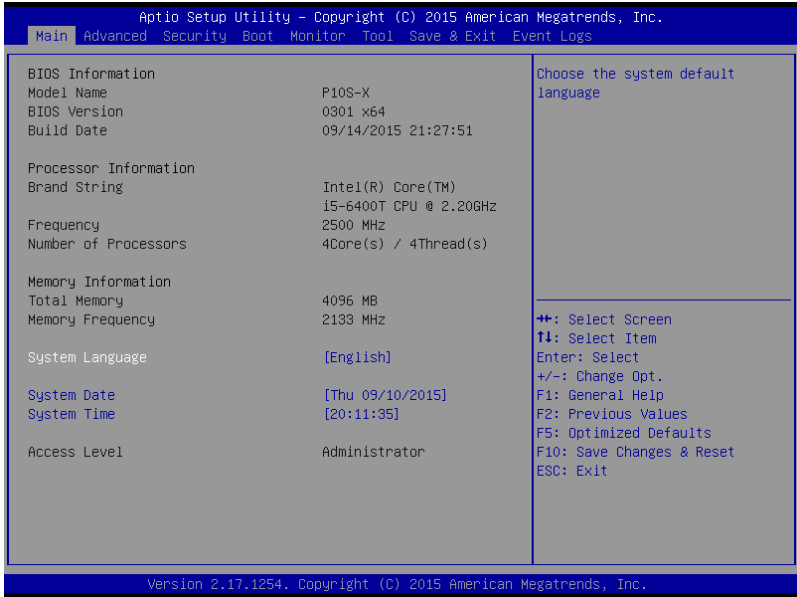 Aptio Setup Utility – Copyright (C) 2015 American Megatrends, Inc.
Main Advanced Security Boot Monitor Tool Save & Exit Event Logs
BIOS Information
Model Name P10S-X
BIOS Version 0301 x64
Build Date 09/14/2015 21:27:51
Processor Information
Brand String Intel(R) Core(TM)
i5-6400T CPU @ 2.20GHz
Frequency 2500 MHz
Number of Processors 4Core(s) / 4Thread(s)
Memory Information
Total Memory 4096 MB
Memory Frequency 2133 MHz
System Language [English]
System Date [Thu 09/10/2015]
System Time [20:11:35]
Access Level Administrator
Choose the system default
language
→←: Select Screen
↑↓: Select Item
Enter: Select
+/-: Change Opt.
F1: General Help
F2: Previous Values
F5: Optimized Defaults
F10: Save Changes & Reset
ESC: Exit
Version 2.17.1254. Copyright (C) 2015 American Megatrends, Inc.